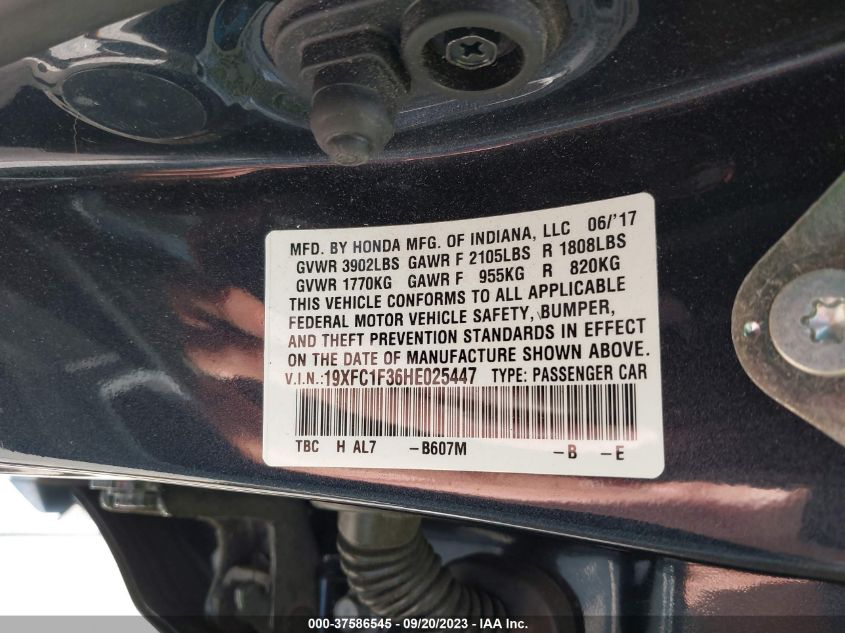 MFD. BY HONDA MFG. OF INDIANA, LLC 06/'17
GVWR 3902LBS GAWR F 2105LBS R 1808LBS
GVWR 1770KG GAWR F 955KG R 820KG
THIS VEHICLE CONFORMS TO ALL APPLICABLE
FEDERAL MOTOR VEHICLE SAFETY, BUMPER,
AND THEFT PREVENTION STANDARDS IN EFFECT
ON THE DATE OF MANUFACTURE SHOWN ABOVE.
V.I.N.:19XFC1F36HE025447 TYPE: PASSENGER CAR
TBC H AL7 -B607M -B -E
000-37586545 - 09/20/2023 - IAAI Inc.